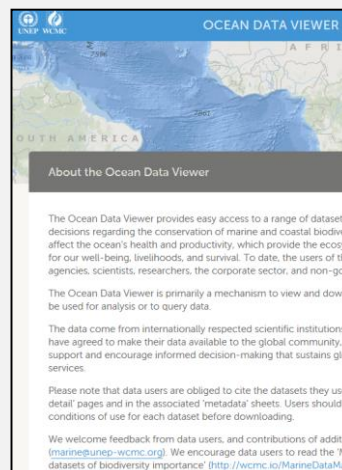 UNEP WCMC
OCEAN DATA VIEWER
AFRI
7396
7661
OUTH AMERICA
About the Ocean Data Viewer
The Ocean Data Viewer provides easy access to a range of dataset
decisions regarding the conservation of marine and coastal biodive
affect the ocean's health and productivity, which provide the ecosy
for our well-being, livelihoods, and survival. To date, the users of th
agencies, scientists, researchers, the corporate sector, and non-go
The Ocean Data Viewer is primarily a mechanism to view and dow
be used for analysis or to query data.
The data come from internationally respected scientific institutions
have agreed to make their data available to the global community,
support and encourage informed decision-making that sustains gl
services.
Please note that data users are obliged to cite the datasets they us
detail' pages and in the associated 'metadata' sheets. Users should
conditions of use for each dataset before downloading.
We welcome feedback from data users, and contributions of addit
(marine@unep-wcmc.org). We encourage data users to read the 'M
datasets of biodiversity importance' (http://wcmc.io/MarineDataMa